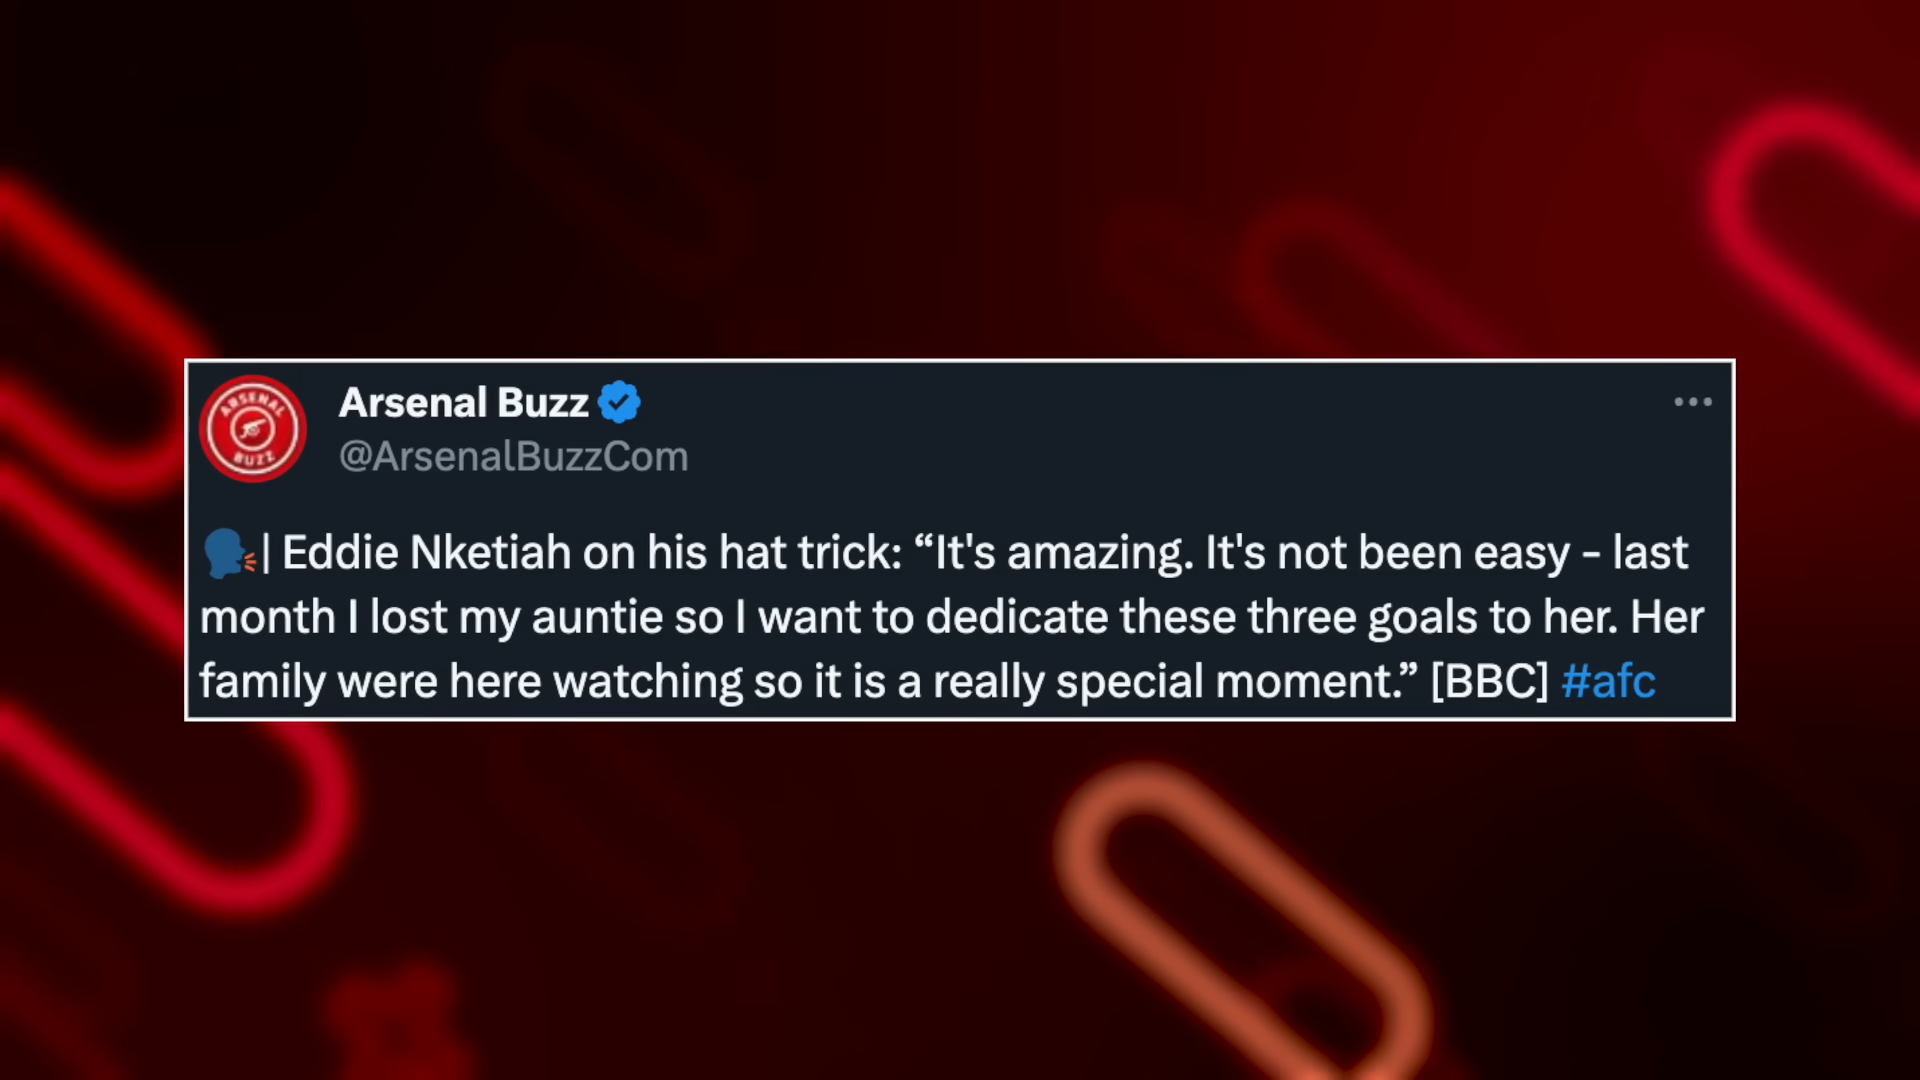 Arsenal Buzz
@ArsenalBuzzCom
ARSENAL
BUZZ
🗣️| Eddie Nketiah on his hat trick: “It's amazing. It's not been easy - last
month I lost my auntie so I want to dedicate these three goals to her. Her
family were here watching so it is a really special moment.” [BBC] #afc